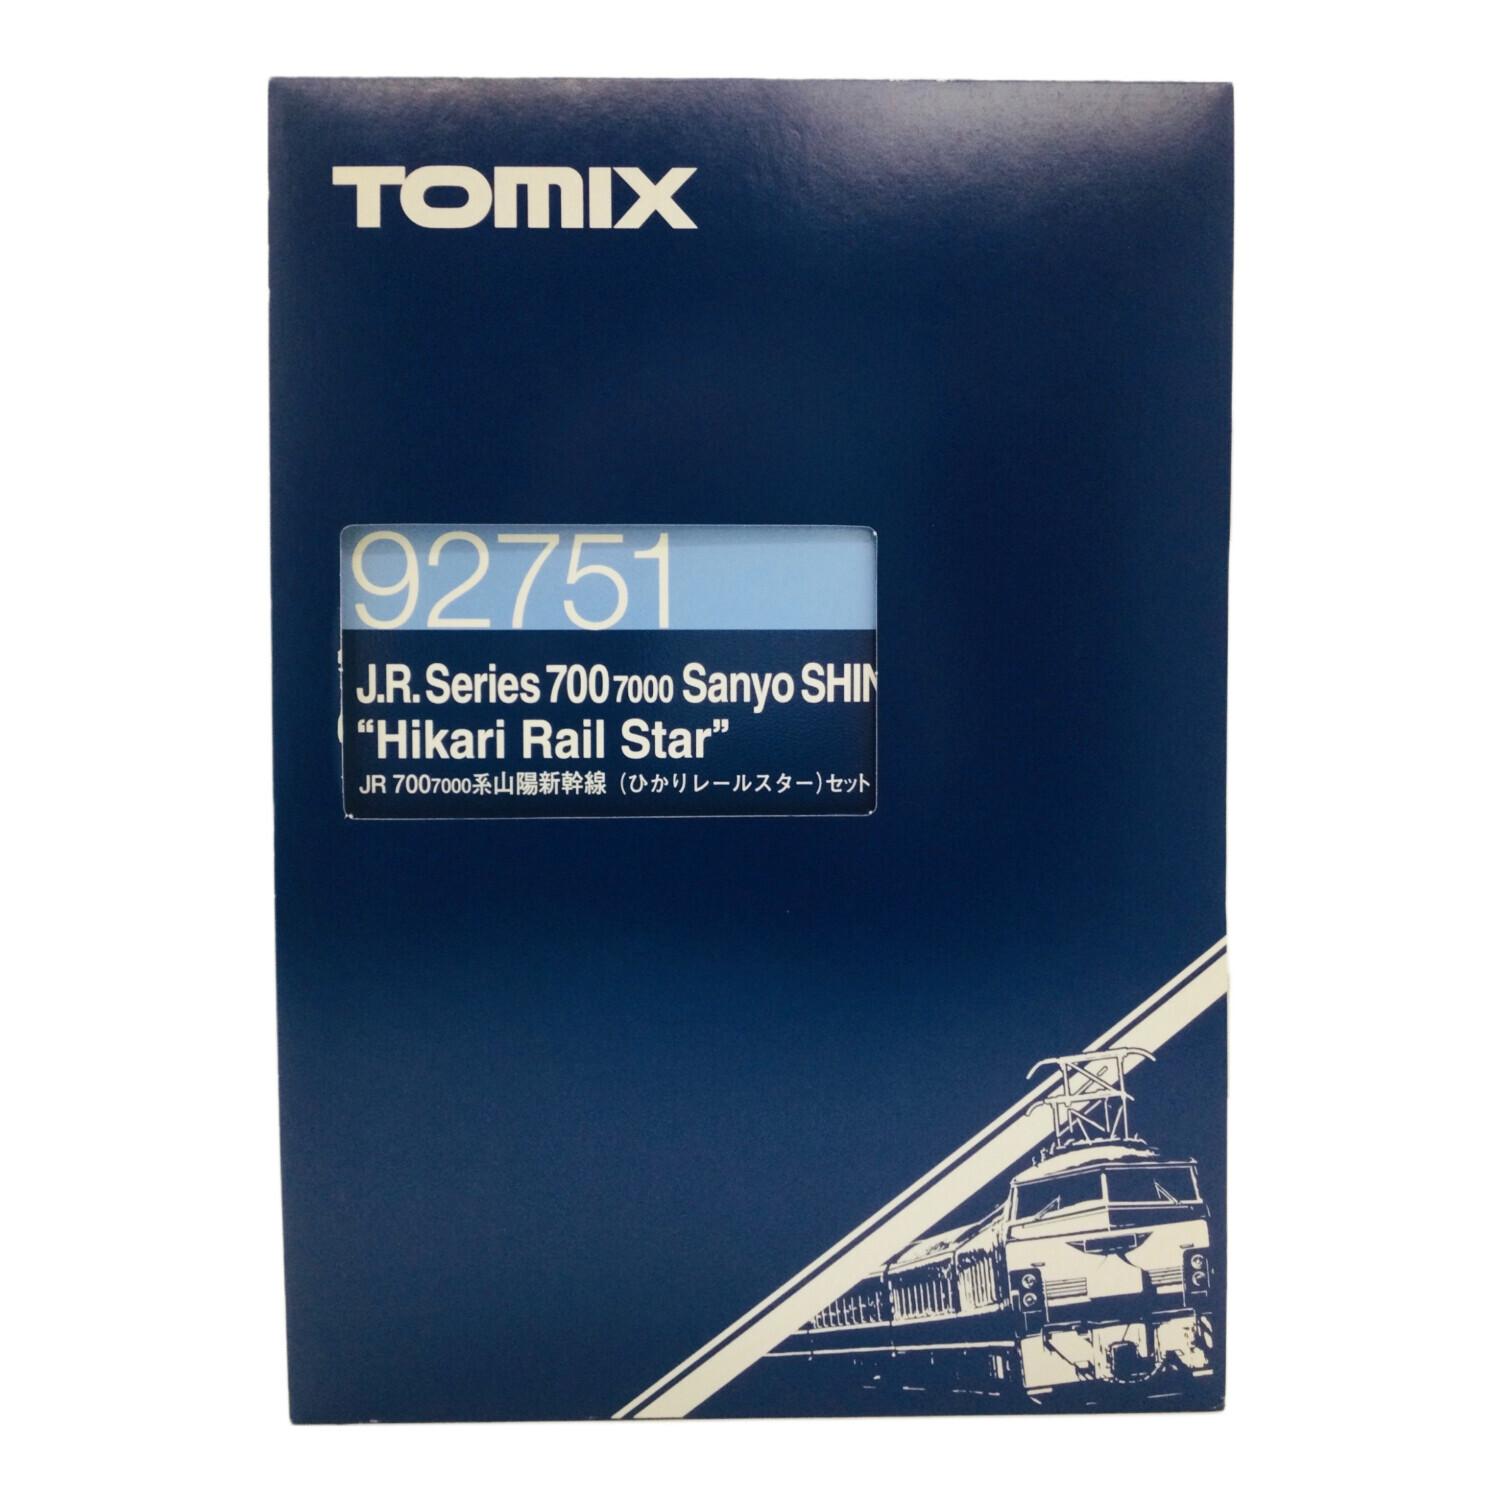 TOMIX
92751
J.R. Series 700 7000 Sanyo SHIN
“Hikari Rail Star”
JR 7007000系山陽新幹線（ひかりレールスター）セット